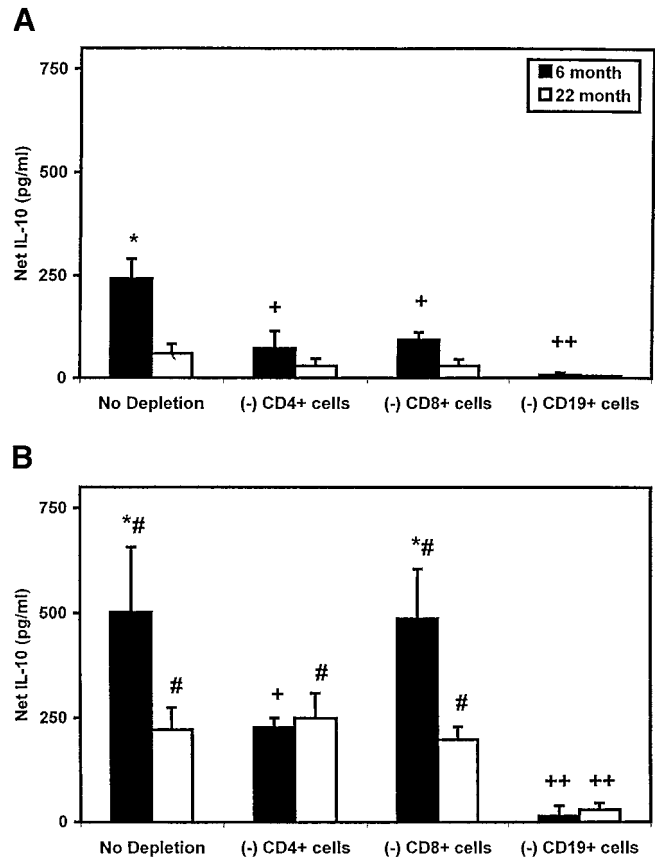 A
750
500
250
0
Net IL-10 (pg/ml)
6 month
22 month
*
+
+
++
No Depletion (-) CD4+ cells (-) CD8+ cells (-) CD19+ cells
B
750
500
250
0
Net IL-10 (pg/ml)
*#
#
+
#
*#
#
++ ++
No Depletion (-) CD4+ cells (-) CD8+ cells (-) CD19+ cells